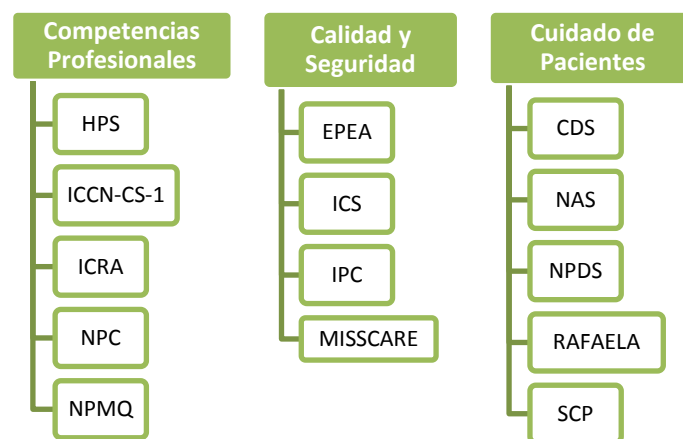 Competencias
Profesionales
HPS
ICCN-CS-1
ICRA
NPC
NPMQ
Calidad y
Seguridad
EPEA
ICS
IPC
MISSCARE
Cuidado de
Pacientes
CDS
NAS
NPDS
RAFAELA
SCP